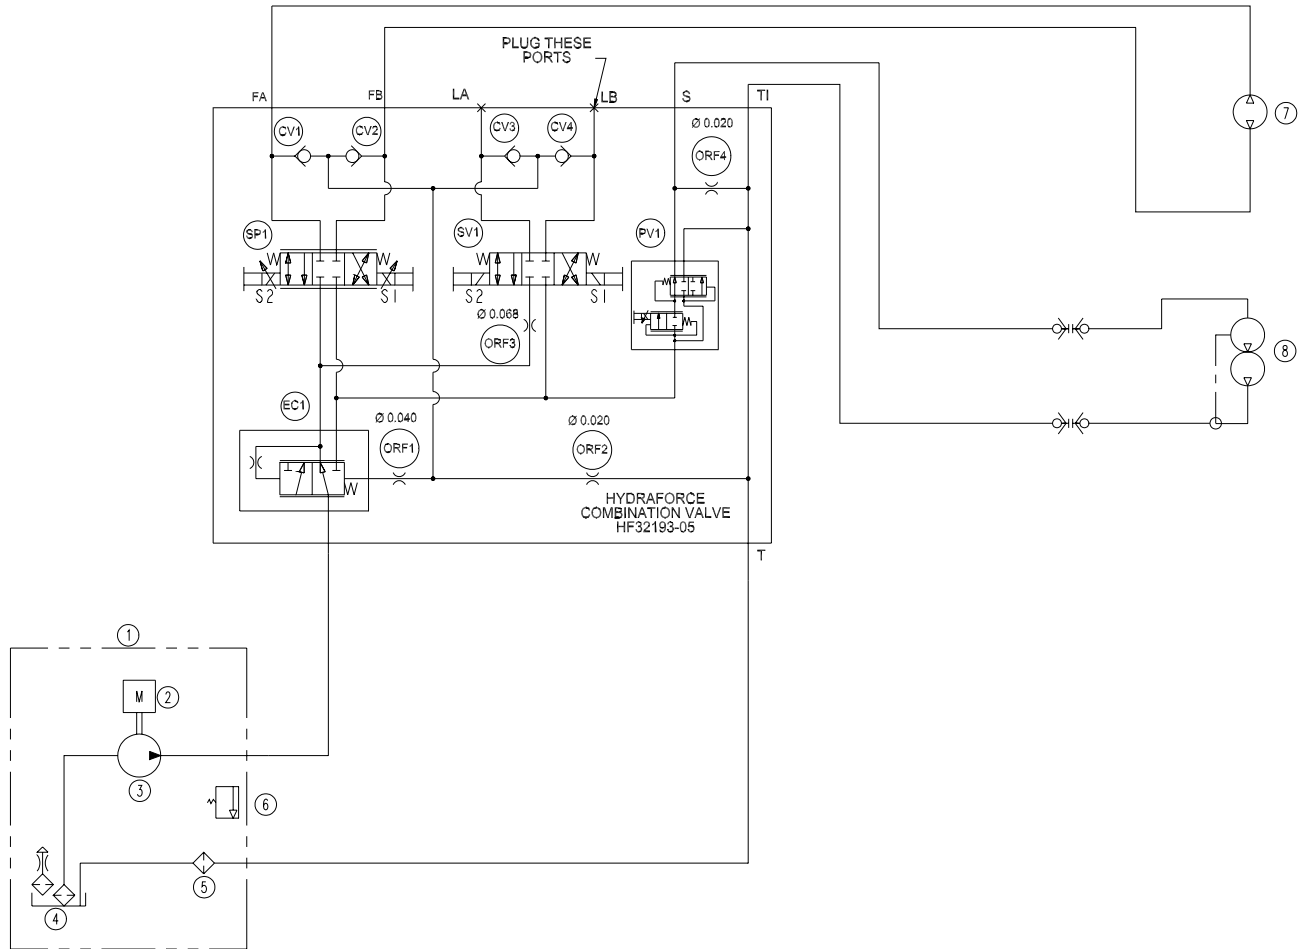 PLUG THESE
PORTS
FA
FB
LA
LB
S
TI
CV1
CV2
CV3
CV4
Ø 0.020
ORF4
7
SP1
SV1
PV1
S2
S1
S2
S1
Ø 0.068
ORF3
8
EC1
Ø 0.040
ORF1
Ø 0.020
ORF2
HYDRAFORCE
COMBINATION VALVE
HF32193-05
T
1
M
2
3
6
5
4